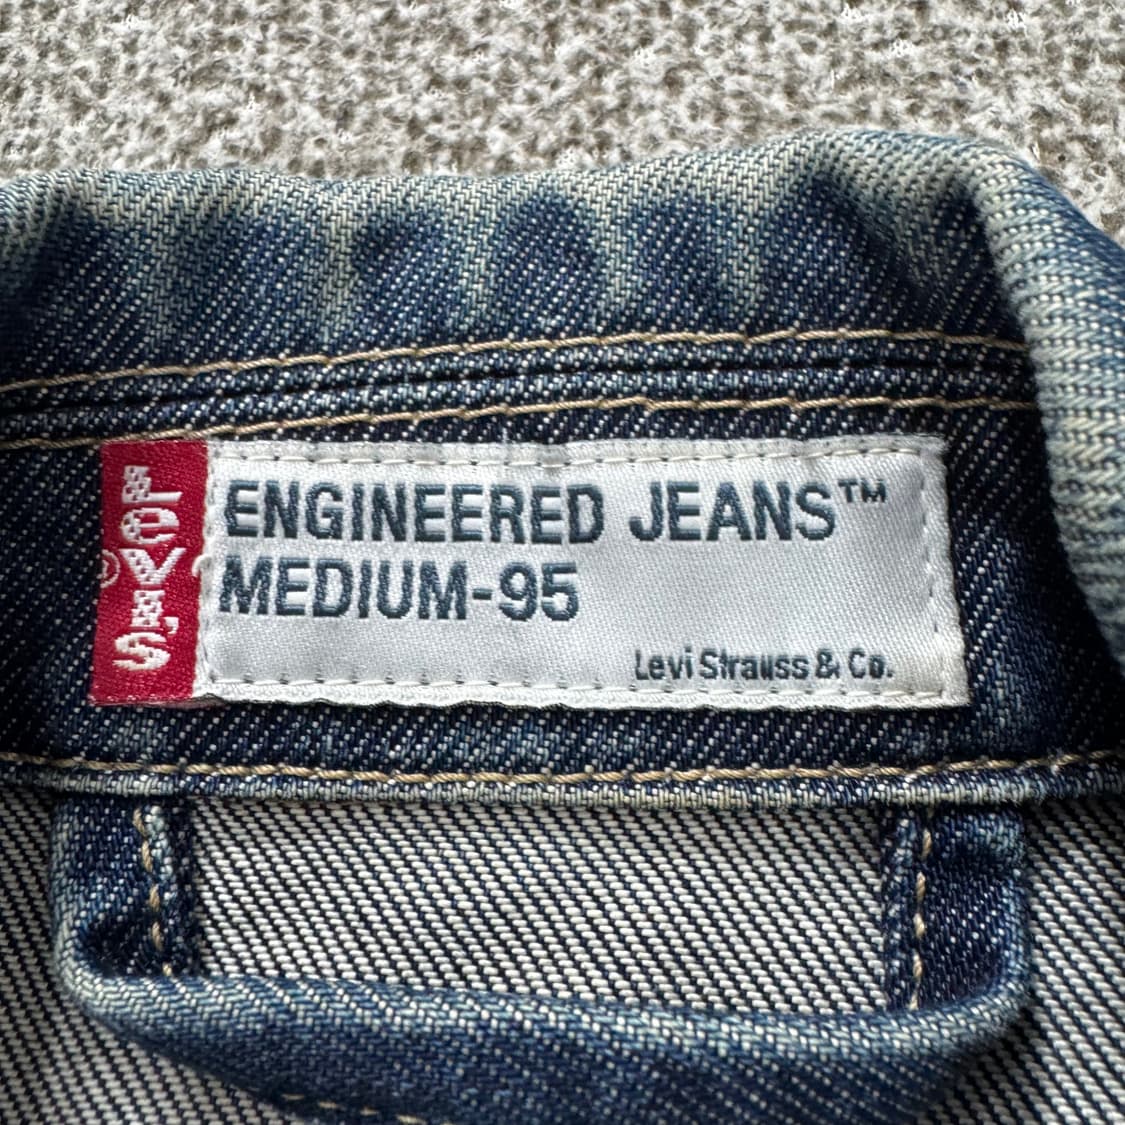 LEVI'S
®
ENGINEERED JEANS™
MEDIUM-95
Levi Strauss & Co.